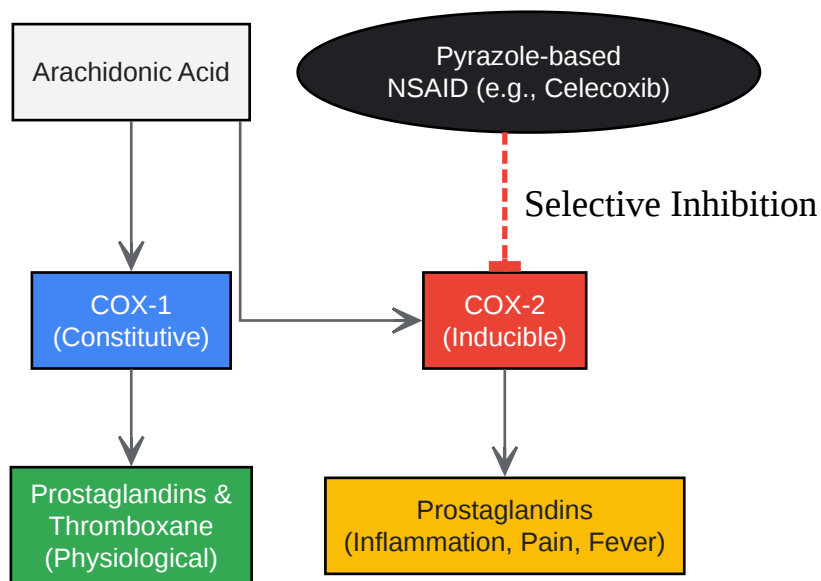 Arachidonic Acid
Pyrazole-based
NSAID (e.g., Celecoxib)
Selective Inhibition
COX-1
(Constitutive)
COX-2
(Inducible)
Prostaglandins &
Thromboxane
(Physiological)
Prostaglandins
(Inflammation, Pain, Fever)